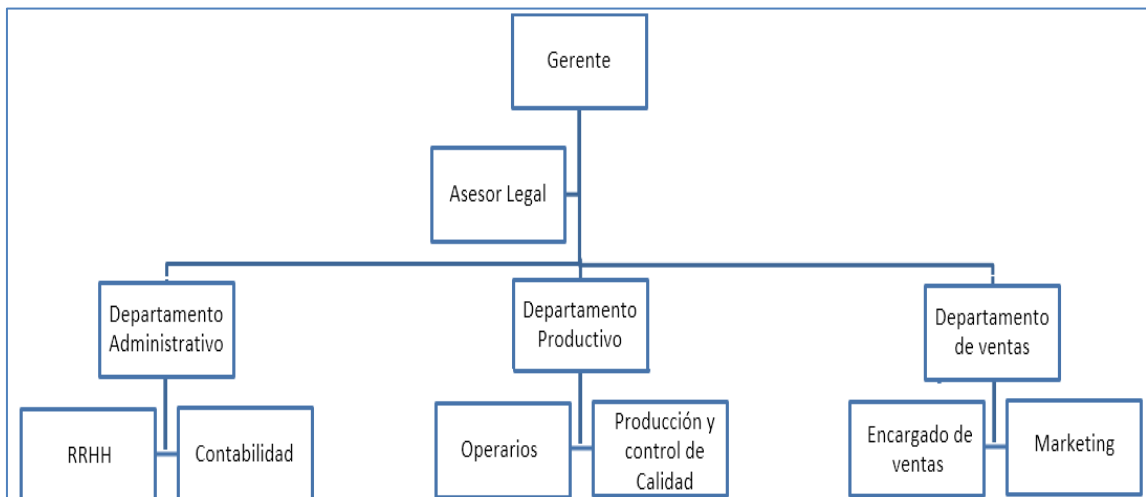 Gerente
Asesor Legal
Departamento
Administrativo
Departamento
Productivo
Departamento
de ventas
RRHH
Contabilidad
Operarios
Producción y
control de
Calidad
Encargado de
ventas
Marketing